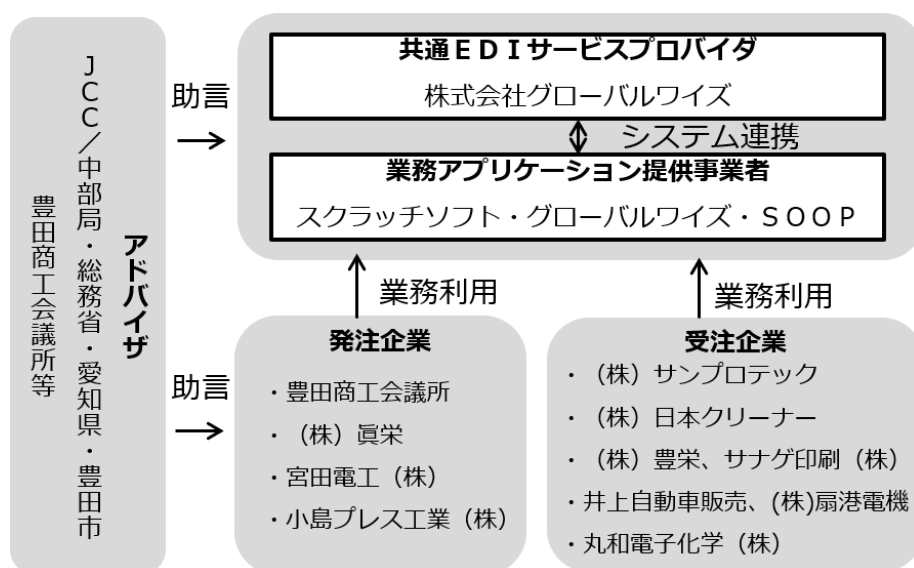 アドバイザ
JCC／中部局・総務省・愛知県・豊田市
豊田商工会議所等
助言
共通ＥＤＩサービスプロバイダ
株式会社グローバルワイズ
システム連携
業務アプリケーション提供事業者
スクラッチソフト・グローバルワイズ・ＳＯＯＰ
業務利用
業務利用
助言
発注企業
・豊田商工会議所
・（株）眞栄
・宮田電工（株）
・小島プレス工業（株）
受注企業
・（株）サンプロテック
・（株）日本クリーナー
・（株）豊栄、サナゲ印刷（株）
・井上自動車販売、(株)扇港電機
・丸和電子化学（株）